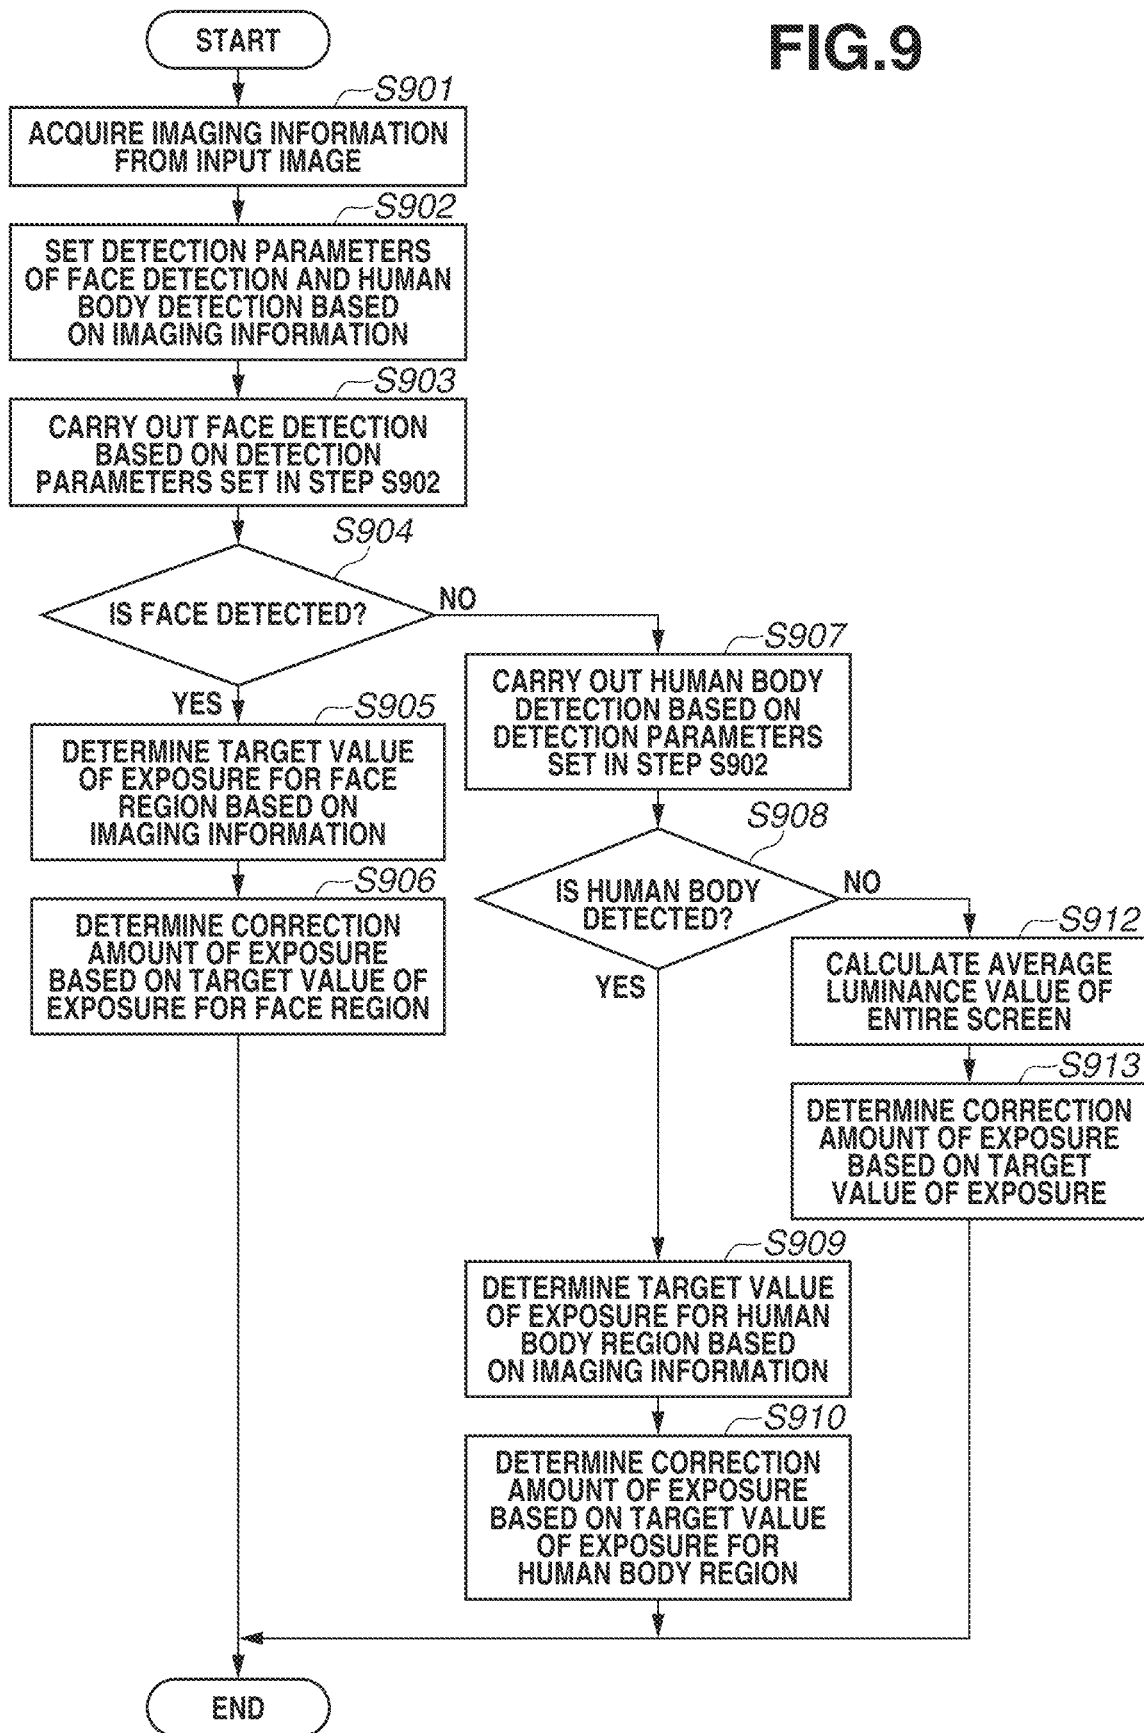 FIG.9
START
S901
ACQUIRE IMAGING INFORMATION
FROM INPUT IMAGE
S902
SET DETECTION PARAMETERS
OF FACE DETECTION AND HUMAN
BODY DETECTION BASED
ON IMAGING INFORMATION
S903
CARRY OUT FACE DETECTION
BASED ON DETECTION
PARAMETERS SET IN STEP S902
S904
IS FACE DETECTED?
NO
YES
S905
DETERMINE TARGET VALUE
OF EXPOSURE FOR FACE
REGION BASED ON
IMAGING INFORMATION
S906
DETERMINE CORRECTION
AMOUNT OF EXPOSURE
BASED ON TARGET VALUE OF
EXPOSURE FOR FACE REGION
S907
CARRY OUT HUMAN BODY
DETECTION BASED ON
DETECTION PARAMETERS
SET IN STEP S902
S908
IS HUMAN BODY
DETECTED?
NO
YES
S912
CALCULATE AVERAGE
LUMINANCE VALUE OF
ENTIRE SCREEN
S913
DETERMINE CORRECTION
AMOUNT OF EXPOSURE
BASED ON TARGET
VALUE OF EXPOSURE
S909
DETERMINE TARGET VALUE
OF EXPOSURE FOR HUMAN
BODY REGION BASED
ON IMAGING INFORMATION
S910
DETERMINE CORRECTION
AMOUNT OF EXPOSURE
BASED ON TARGET VALUE
OF EXPOSURE FOR
HUMAN BODY REGION
END